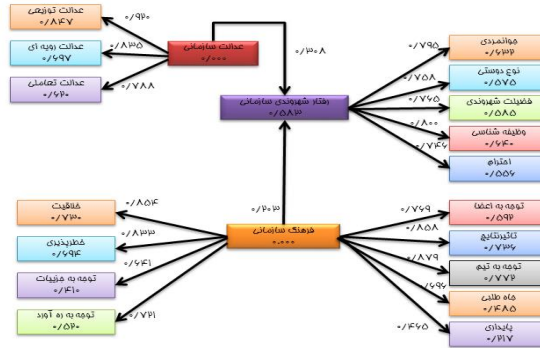 عدالت توزیعی
۰/۸۴۷
۰/۹۲۰
عدالت رویه ای
۰/۶۹۷
۰/۸۳۵
عدالت تعاملی
۰/۶۲۰
۰/۷۸۸
عدالت سازمانی
۰/۰۰۰
۰/۳۰۸
رفتار شهروندی سازمانی
۰/۵۸۳
۰/۷۹۵
جوانمردی
۰/۶۳۲
۰/۷۵۸
نوع دوستی
۰/۵۷۵
۰/۷۶۵
فضیلت شهروندی
۰/۵۸۵
۰/۸۰۰
وظیفه شناسی
۰/۶۴۰
۰/۷۴۶
احترام
۰/۵۵۶
۰/۲۰۳
فرهنگ سازمانی
۰.۰۰۰
خلاقیت
۰/۷۳۰
۰/۸۵۴
خطرپذیری
۰/۶۹۴
۰/۸۳۳
توجه به جزییات
۰/۴۱۰
۰/۶۴۱
توجه به ره آورد
۰/۵۲۰
۰/۷۲۱
۰/۷۶۹
توجه به اعضا
۰/۵۹۲
۰/۸۵۸
تاثیرنتایج
۰/۷۳۶
۰/۸۷۹
توجه به تیم
۰/۷۷۲
۰/۶۹۶
جاه طلبی
۰/۴۸۵
۰/۴۶۵
پایداری
۰/۲۱۷